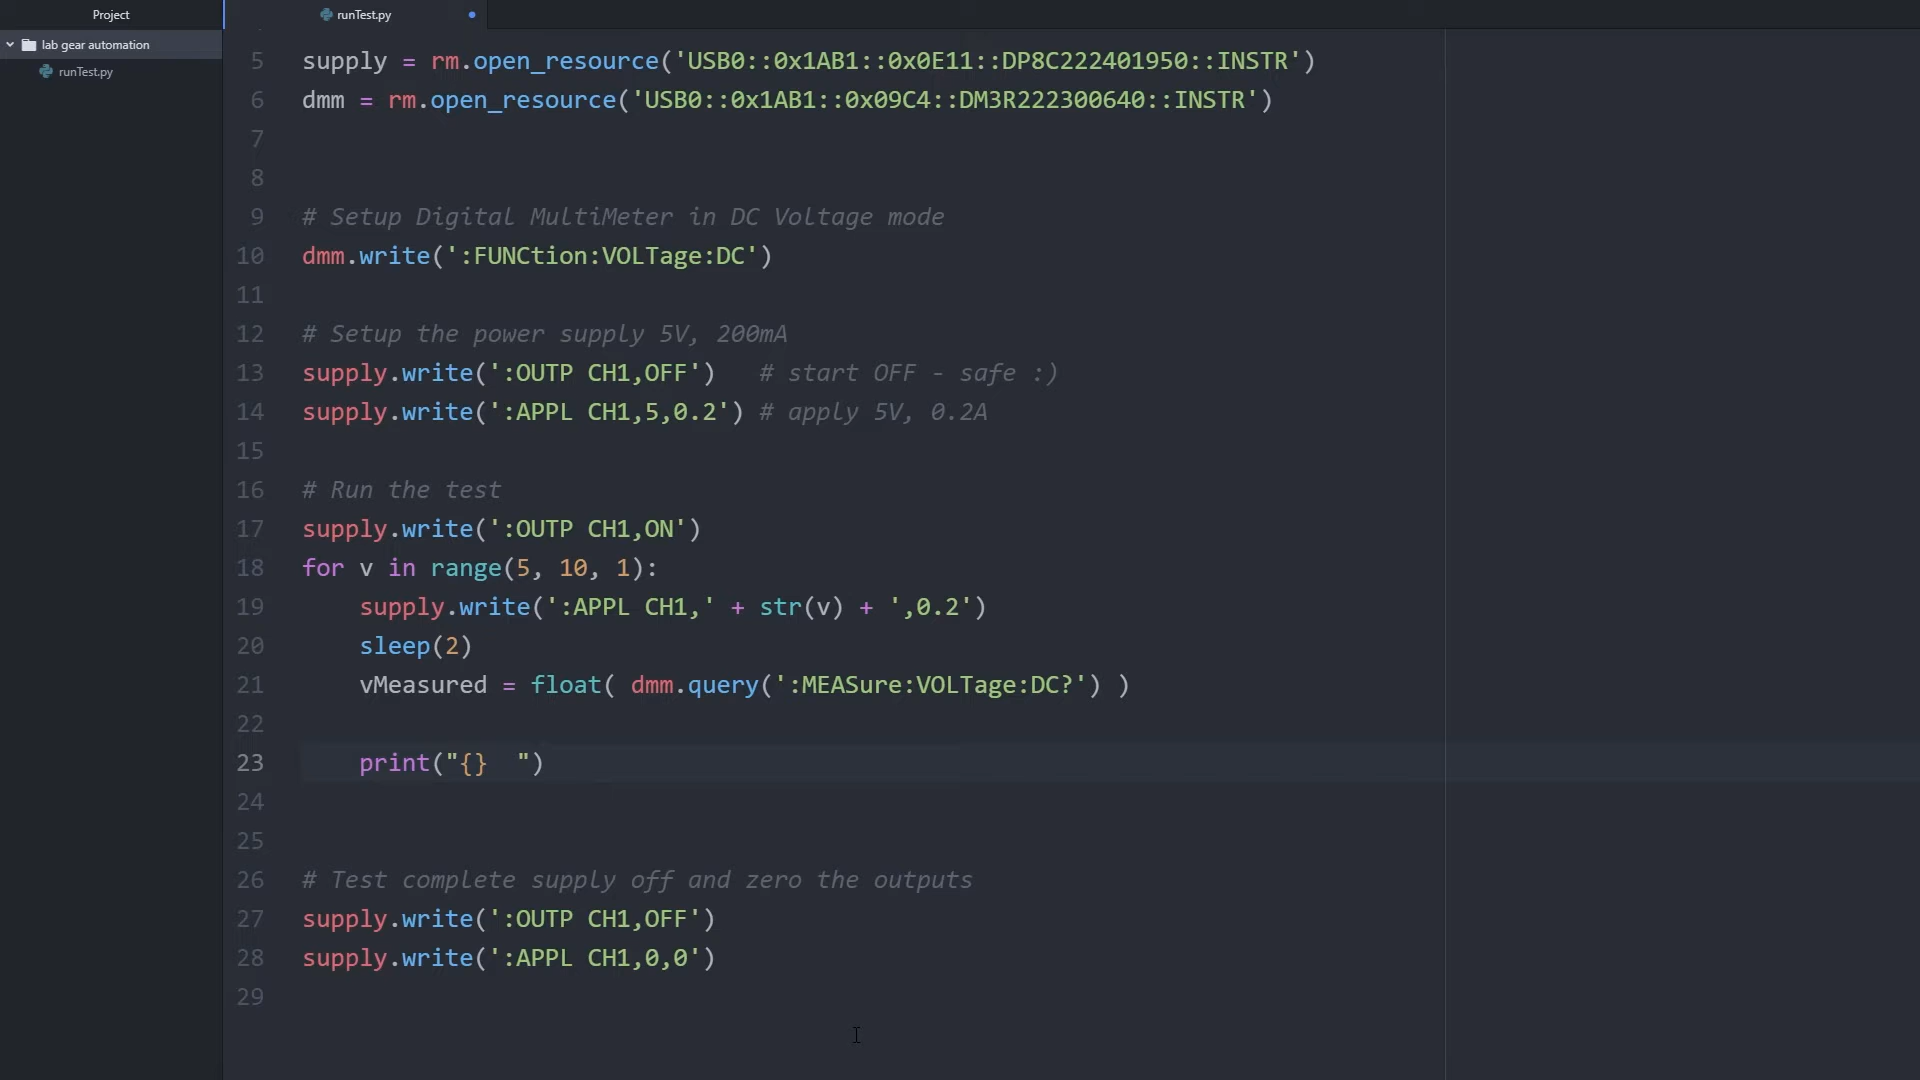 Project
runTest.py
lab gear automation
runTest.py
5 supply = rm.open_resource('USB0::0x1AB1::0x0E11::DP8C222401950::INSTR')
6 dmm = rm.open_resource('USB0::0x1AB1::0x09C4::DM3R222300640::INSTR')
7
8
9 # Setup Digital MultiMeter in DC Voltage mode
10 dmm.write(':FUNCtion:VOLTage:DC')
11
12 # Setup the power supply 5V, 200mA
13 supply.write(':OUTP CH1,OFF')   # start OFF - safe :)
14 supply.write(':APPL CH1,5,0.2') # apply 5V, 0.2A
15
16 # Run the test
17 supply.write(':OUTP CH1,ON')
18 for v in range(5, 10, 1):
19     supply.write(':APPL CH1,' + str(v) + ',0.2')
20     sleep(2)
21     vMeasured = float( dmm.query(':MEASure:VOLTage:DC?') )
22
23     print("{}  ")
24
25
26 # Test complete supply off and zero the outputs
27 supply.write(':OUTP CH1,OFF')
28 supply.write(':APPL CH1,0,0')
29